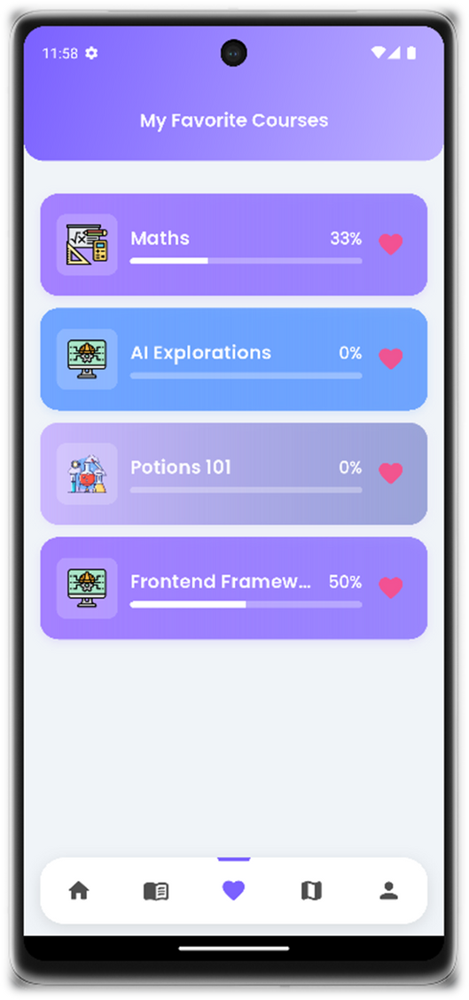 11:58
My Favorite Courses
Maths 33%
AI Explorations 0%
Potions 101 0%
Frontend Framew... 50%